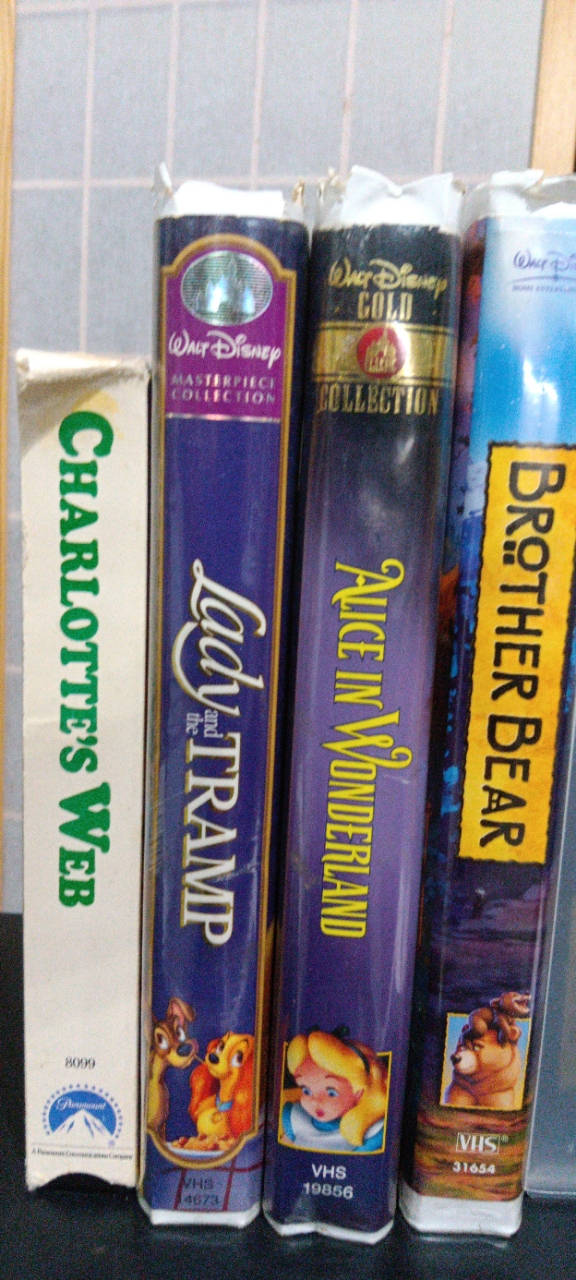 CHARLOTTE'S WEB
8099
Paramount
A Paramount Communications Company
WALT DISNEY
MASTERPIECE
COLLECTION
Lady and the TRAMP
VHS
4673
WALT DISNEY
GOLD
COLLECTION
ALICE IN WONDERLAND
VHS
19856
WALT
BROTHER BEAR
VHS
31654